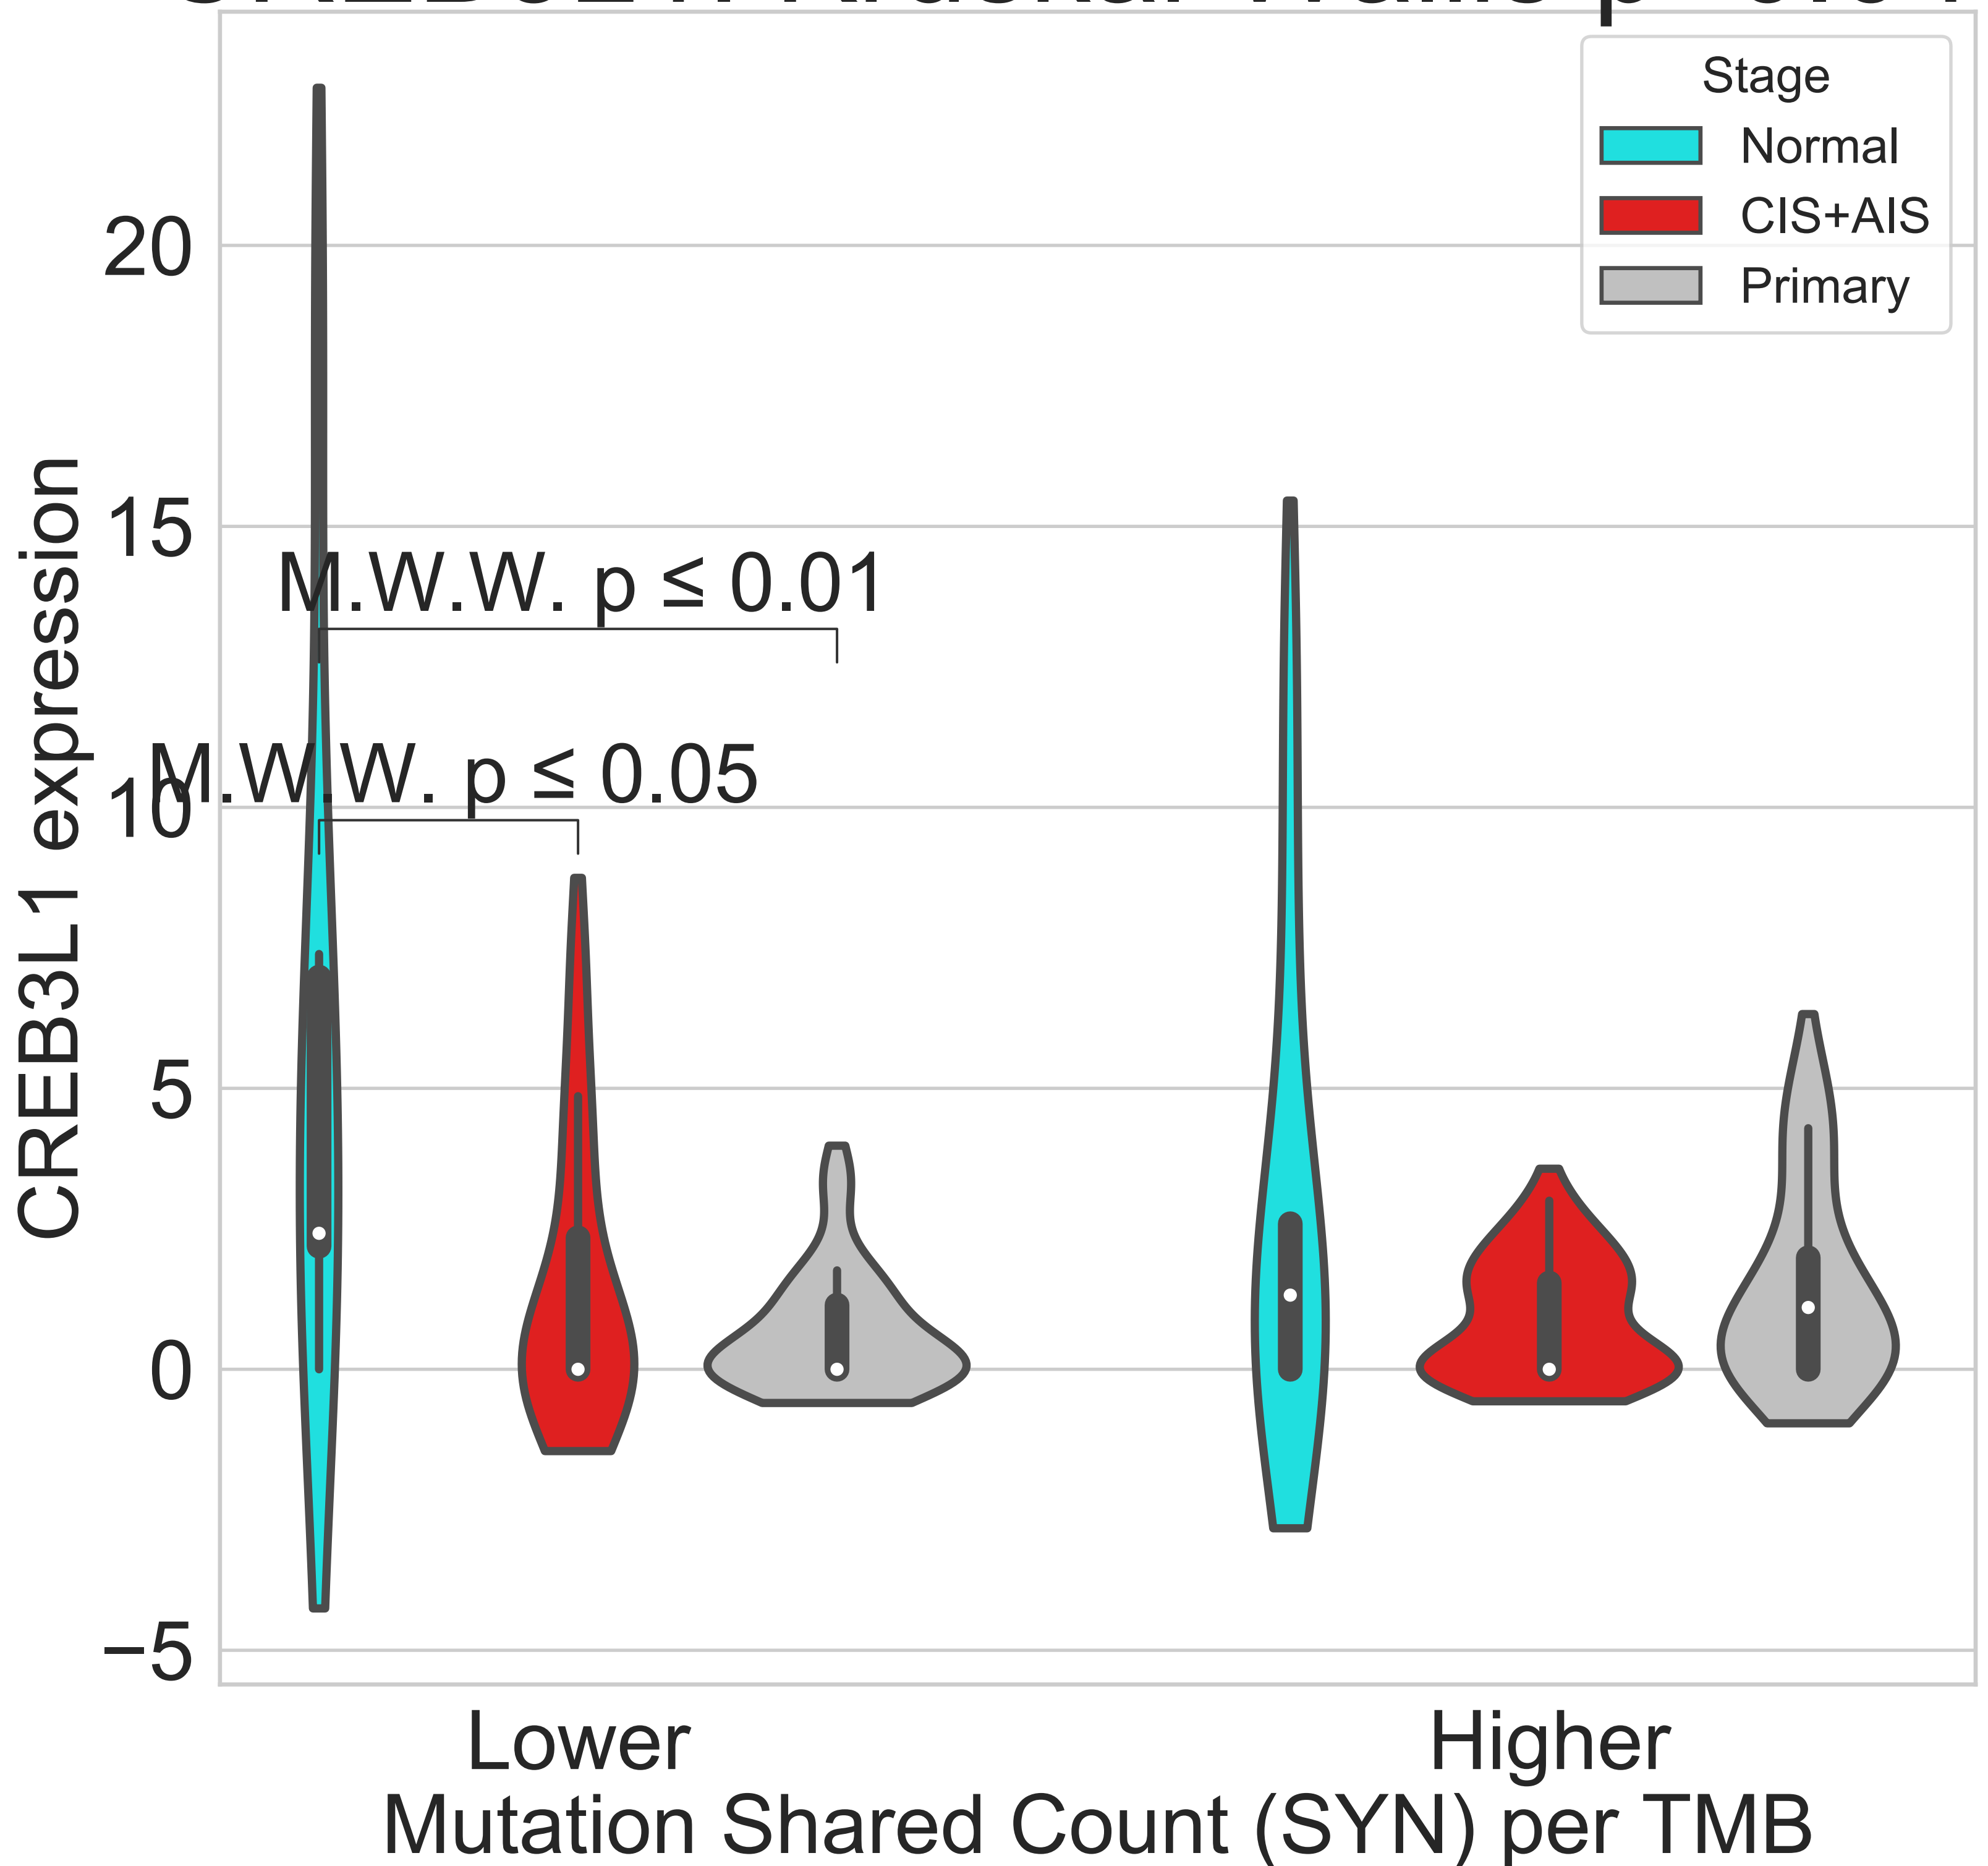 Stage
Normal
CIS+AIS
Primary
20
15
10
5
0
−5
CREB3L1 expression
M.W.W. p ≤ 0.01
M.W.W. p ≤ 0.05
Lower
Higher
Mutation Shared Count (SYN) per TMB